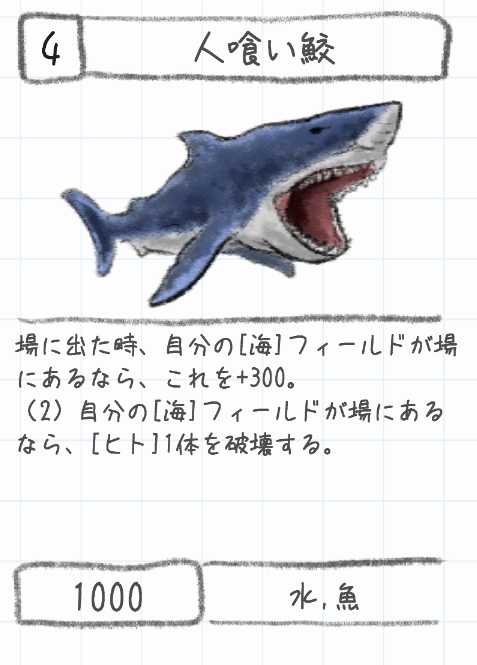 4
人喰い鮫
場に出た時、自分の[海]フィールドが場
にあるなら、これを+300。
（2）自分の[海]フィールドが場にある
なら、[ヒト]1体を破壊する。
1000
水,魚